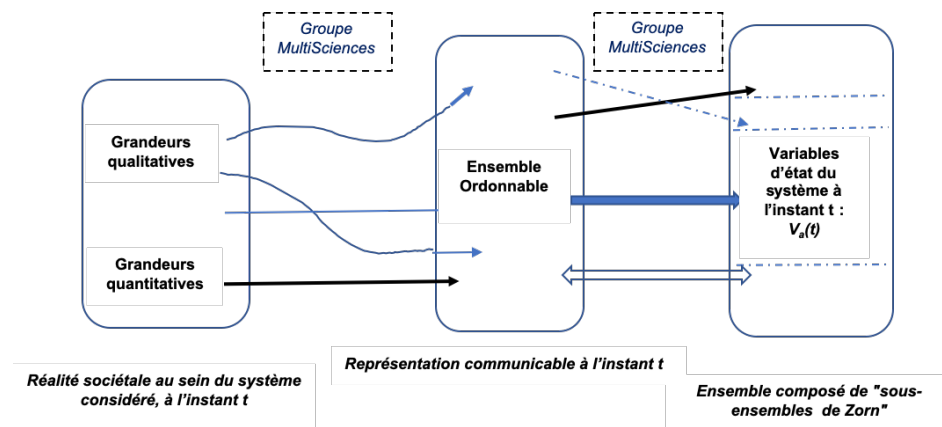 Groupe
MultiSciences
Groupe
MultiSciences
Grandeurs
qualitatives
Grandeurs
quantitatives
Ensemble
Ordonnable
Variables
d'état du
système à
l'instant t :
Va(t)
Réalité sociétale au sein du système
considéré, à l'instant t
Représentation communicable à l'instant t
Ensemble composé de "sous-
ensembles de Zorn"